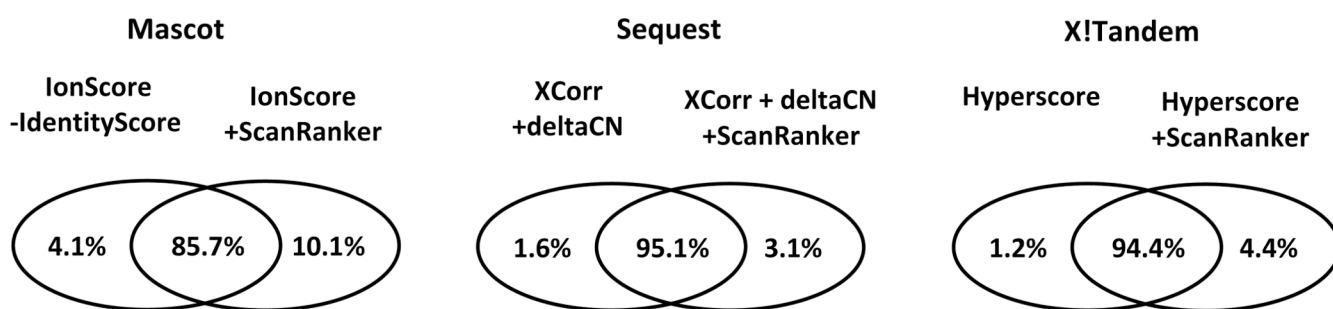 Mascot
IonScore
-IdentityScore
IonScore
+ScanRanker
4.1%
85.7%
10.1%
Sequest
XCorr
+deltaCN
XCorr + deltaCN
+ScanRanker
1.6%
95.1%
3.1%
X!Tandem
Hyperscore
Hyperscore
+ScanRanker
1.2%
94.4%
4.4%